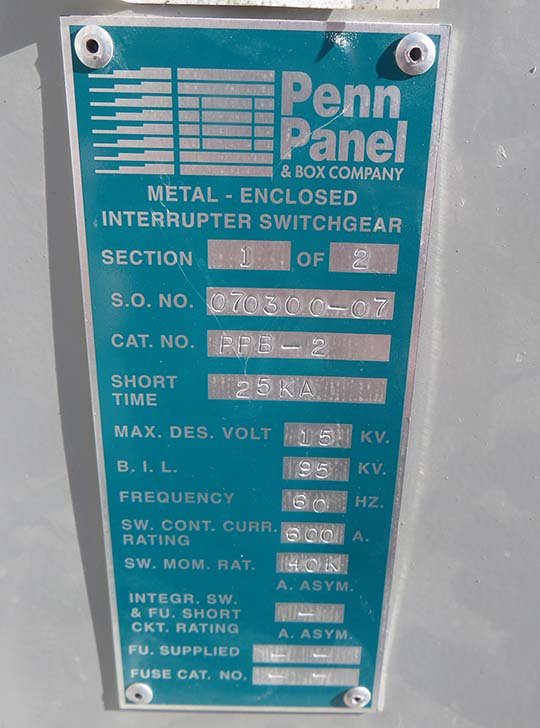 Penn
Panel
& BOX COMPANY
METAL - ENCLOSED
INTERRUPTER SWITCHGEAR
SECTION 1 OF 2
S.O. NO. 070300-07
CAT. NO. PPB-2
SHORT
TIME 25KA
MAX. DES. VOLT 15 KV.
B. I. L. 95 KV.
FREQUENCY 60 HZ.
SW. CONT. CURR.
RATING 600 A.
SW. MOM. RAT. 40K
A. ASYM.
INTEGR. SW.
& FU. SHORT -
CKT. RATING A. ASYM.
FU. SUPPLIED - -
FUSE CAT. NO. - -